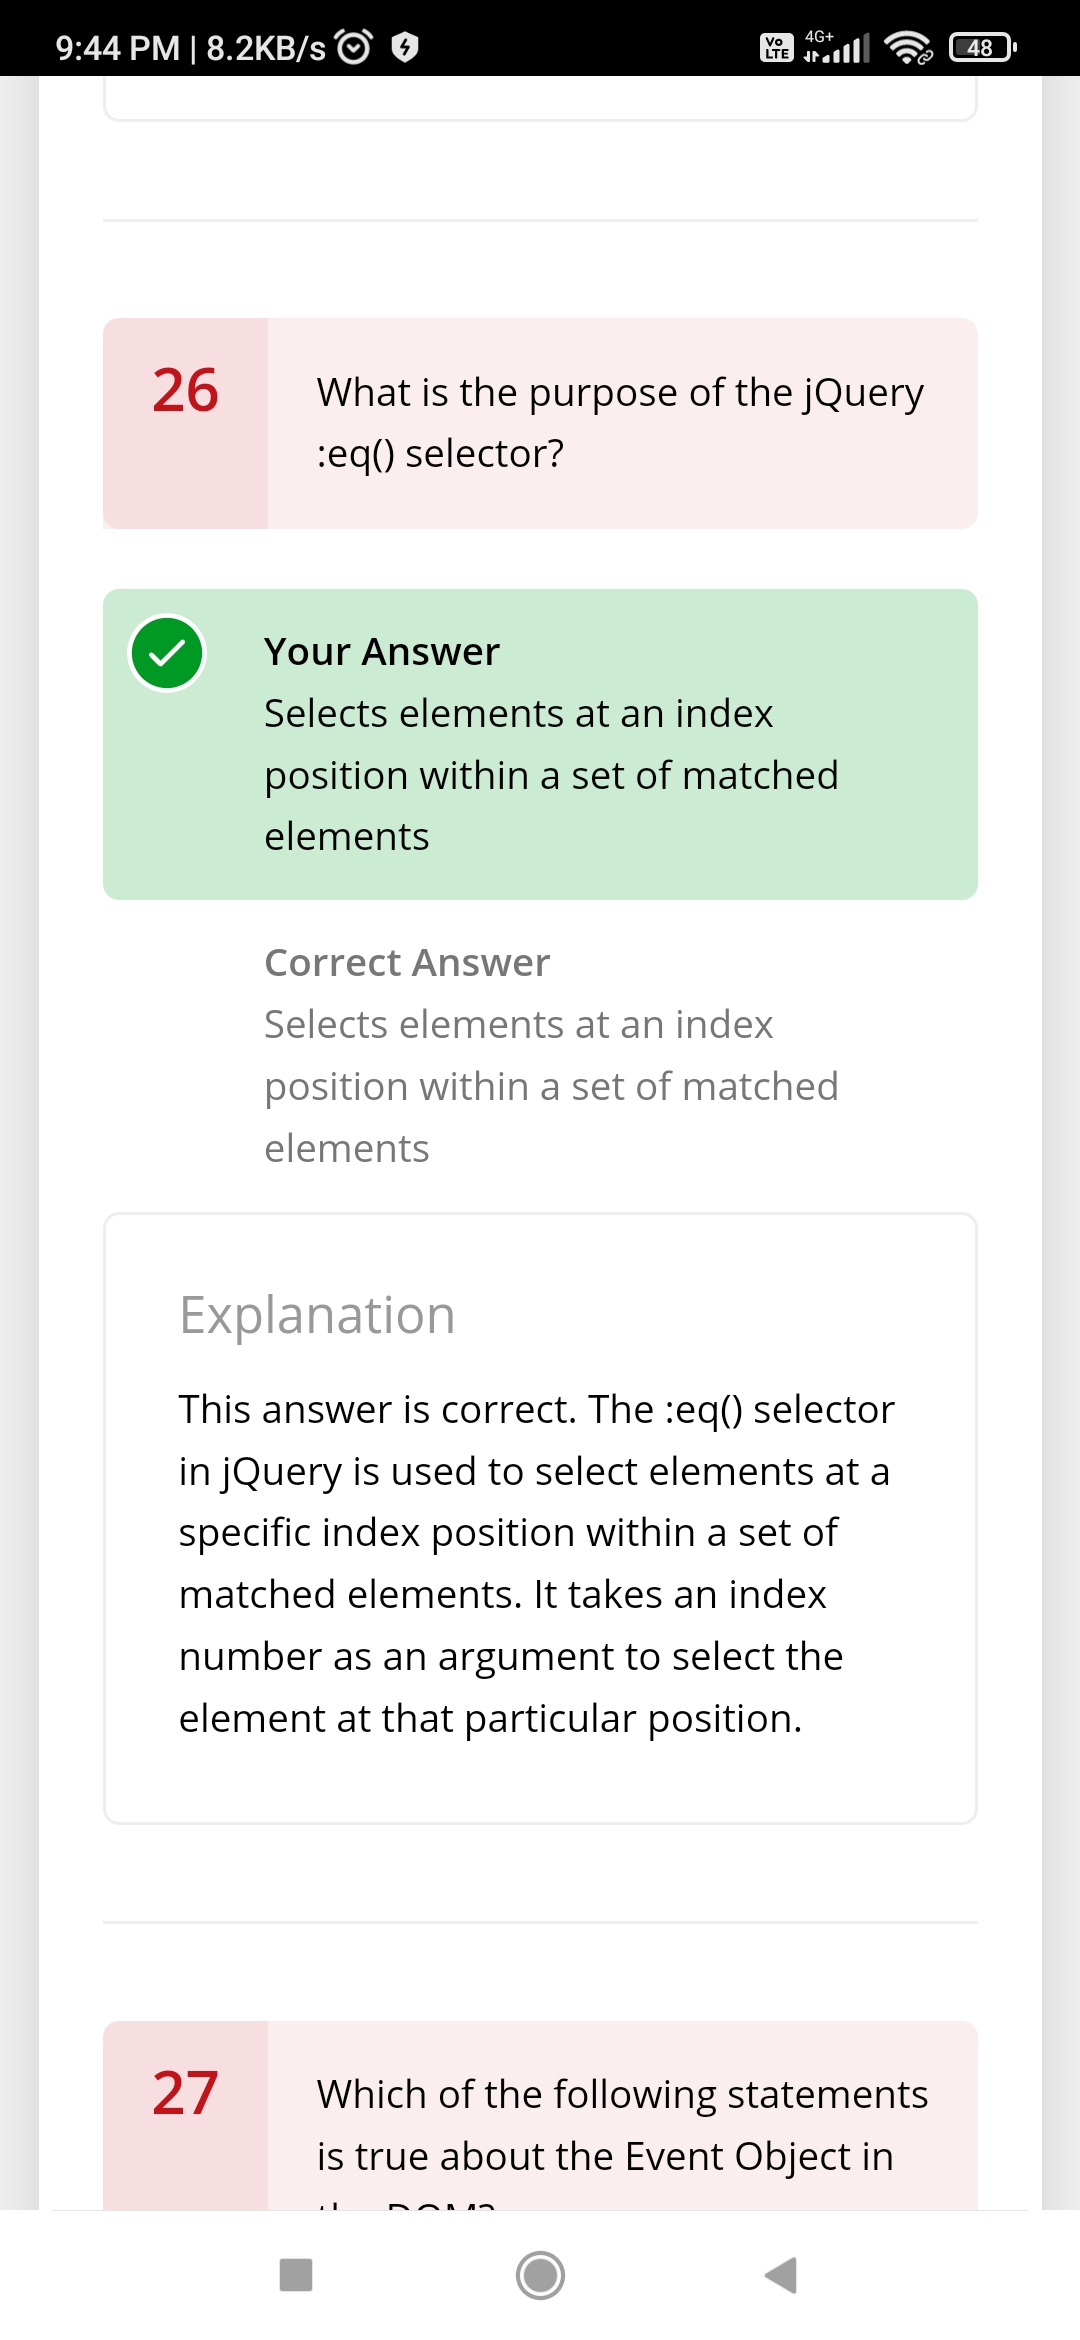 9:44 PM | 8.2KB/s
Vo LTE 4G+ 48
26
What is the purpose of the jQuery
:eq() selector?
Your Answer
Selects elements at an index
position within a set of matched
elements
Correct Answer
Selects elements at an index
position within a set of matched
elements
Explanation
This answer is correct. The :eq() selector
in jQuery is used to select elements at a
specific index position within a set of
matched elements. It takes an index
number as an argument to select the
element at that particular position.
27
Which of the following statements
is true about the Event Object in
the DOM?